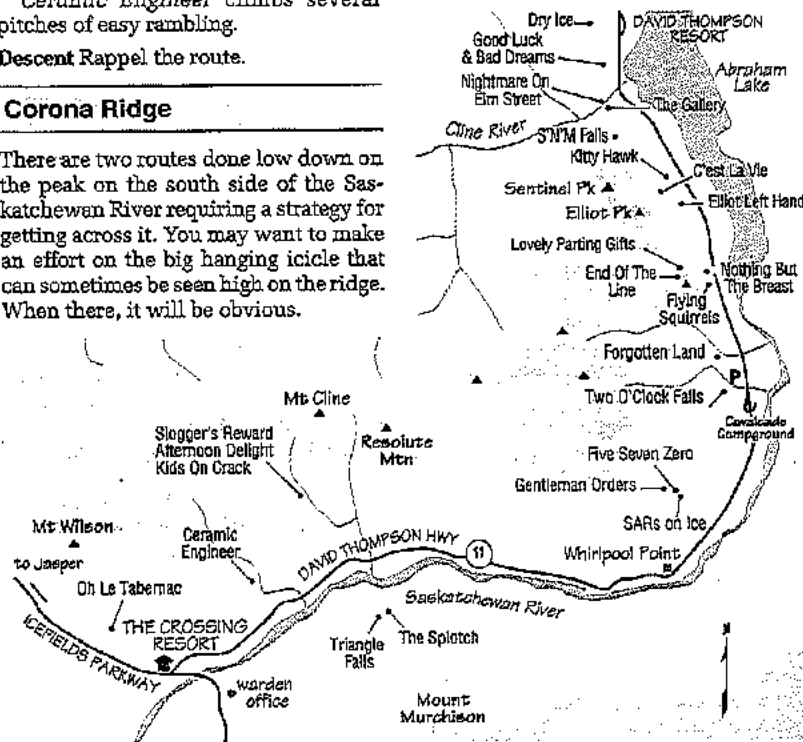 Ceramic Engineer climbs several
pitches of easy rambling.
Descent Rappel the route.
Corona Ridge
There are two routes done low down on
the peak on the south side of the Sas-
katchewan River requiring a strategy for
getting across it. You may want to make
an effort on the big hanging icicle that
can sometimes be seen high on the ridge.
When there, it will be obvious.
Dry Ice
DAVID THOMPSON
RESORT
Good Luck
& Bad Dreams
Abraham
Lake
Nightmare On
Elm Street
The Gallery
Cline River
S'N'M Falls
Kitty Hawk
C'est La Vie
Sentinel Pk
Elliot Left Hand
Elliot Pk
Lovely Parting Gifts
End Of The
Line
Nothing But
The Breast
Flying
Squirrels
Forgotten Land
P
Two O'Clock Falls
Cavalcade
Campground
Mt Cline
Slogger's Reward
Afternoon Delight
Kids On Crack
Resolute
Mtn
Five Seven Zero
Gentleman Orders
SARs on Ice
Mt Wilson
Ceramic
Engineer
DAVID THOMPSON HWY
11
Whirlpool Point
to Jasper
Oh Le Tabernac
Saskatchewan River
THE CROSSING
RESORT
ICEFIELDS PARKWAY
Triangle
Falls
The Splotch
warden
office
Mount
Murchison